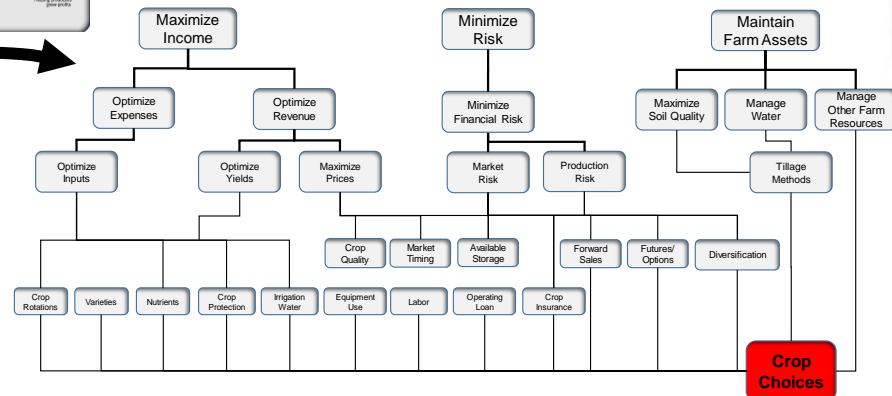 Maximize
Income
Minimize
Risk
Maintain
Farm Assets
Optimize
Expenses
Optimize
Revenue
Minimize
Financial Risk
Maximize
Soil Quality
Manage
Water
Manage
Other Farm
Resources
Optimize
Inputs
Optimize
Yields
Maximize
Prices
Market
Risk
Production
Risk
Tillage
Methods
Crop
Quality
Market
Timing
Available
Storage
Forward
Sales
Futures/
Options
Diversification
Crop
Rotations
Varieties
Nutrients
Crop
Protection
Irrigation
Water
Equipment
Use
Labor
Operating
Loan
Crop
Insurance
Crop
Choices